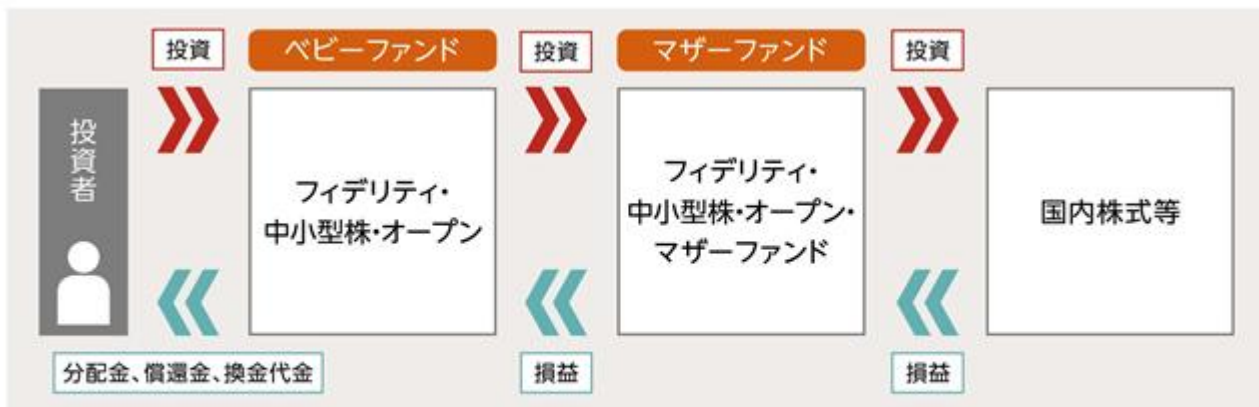 投資
ベビーファンド
投資
マザーファンド
投資
投資者
フィデリティ・
中小型株・オープン
フィデリティ・
中小型株・オープン・
マザーファンド
国内株式等
分配金、償還金、換金代金
損益
損益